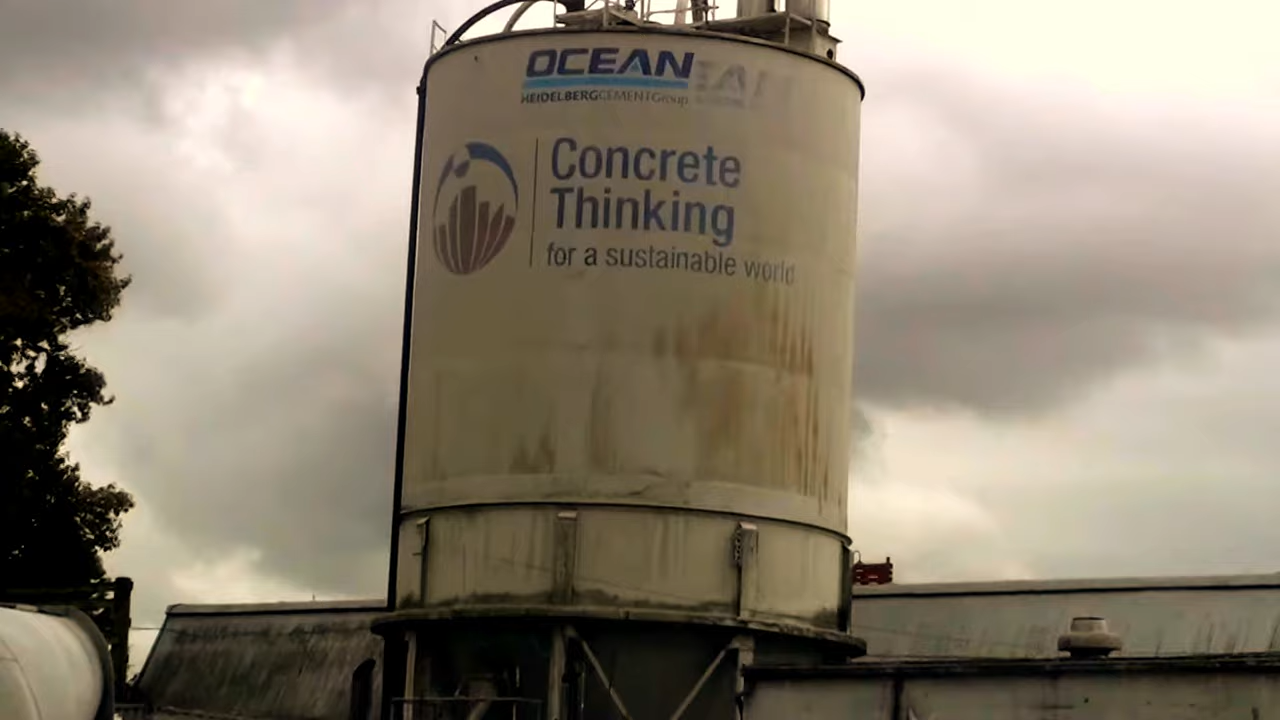 OCEAN
HEIDELBERGCEMENTGroup
Concrete
Thinking
for a sustainable world